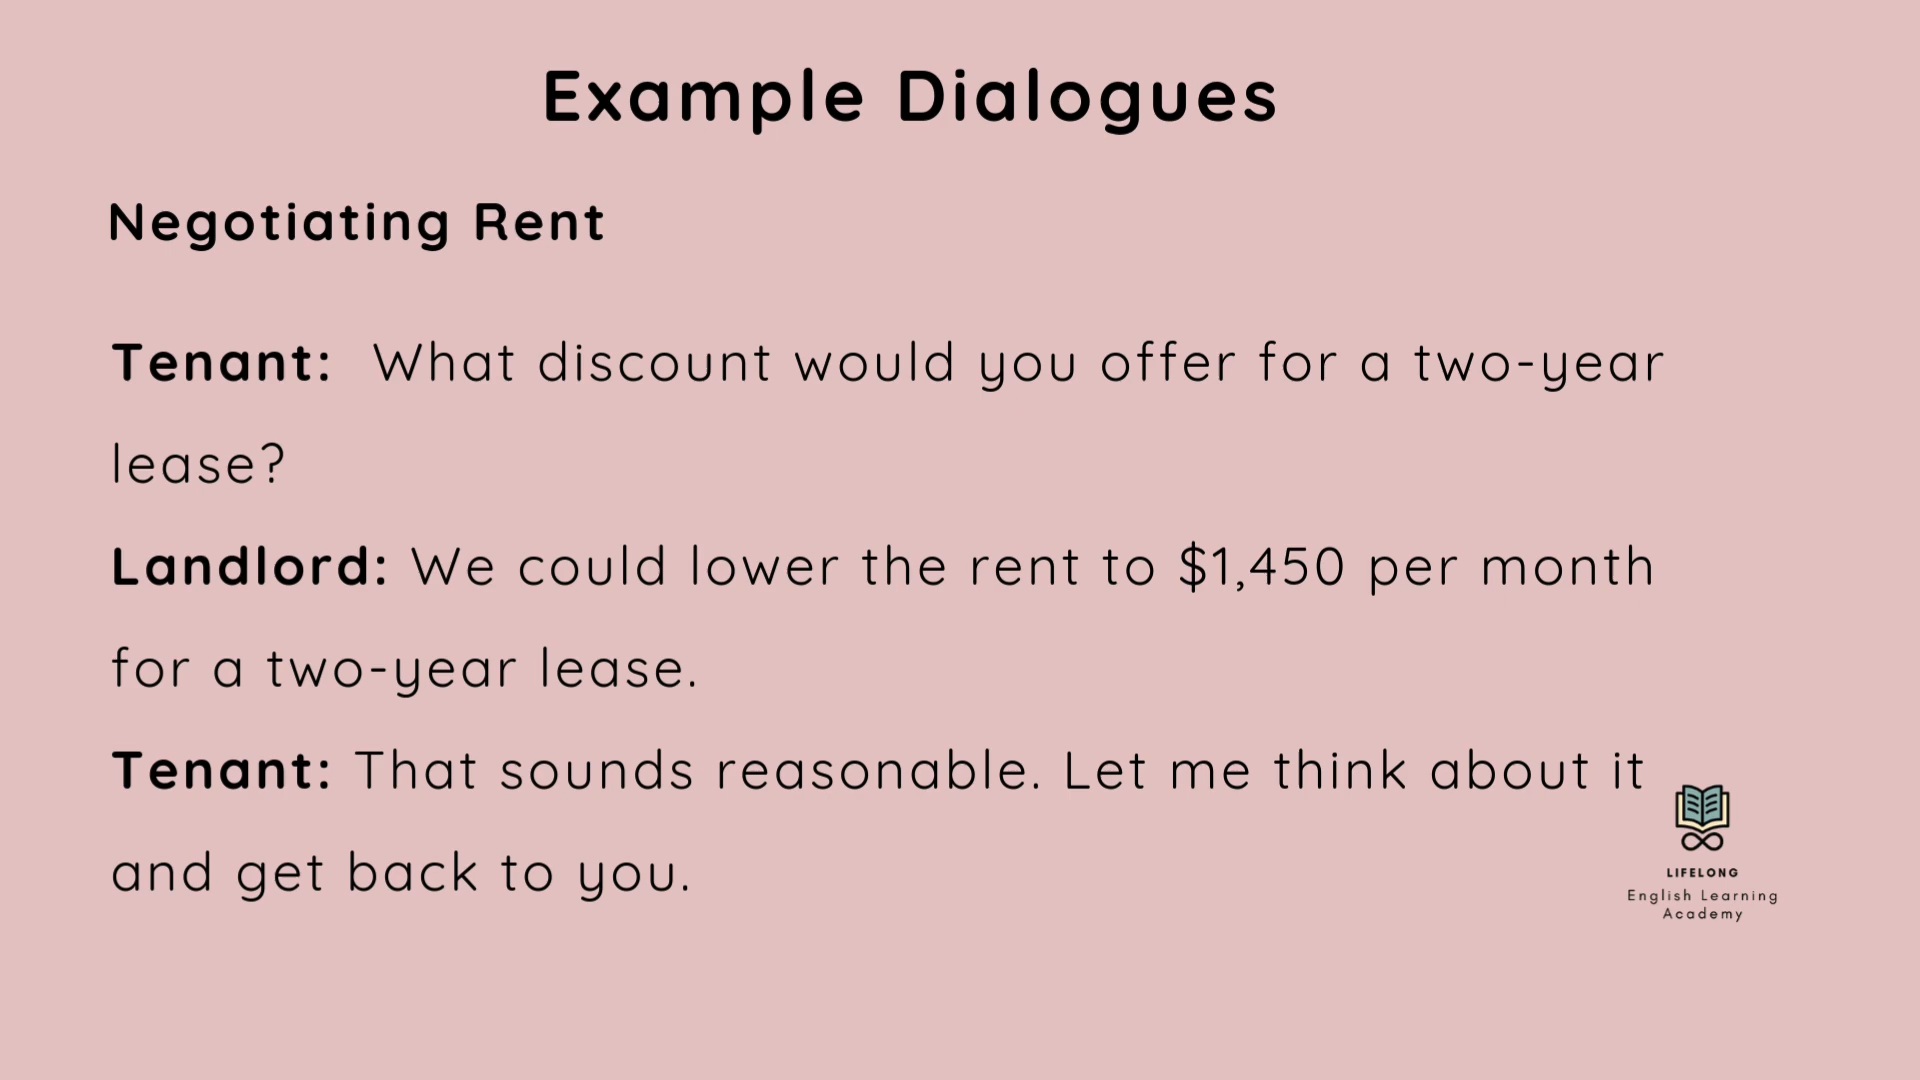 Example Dialogues
Negotiating Rent
Tenant:  What discount would you offer for a two-year
lease?
Landlord: We could lower the rent to $1,450 per month
for a two-year lease.
Tenant: That sounds reasonable. Let me think about it
and get back to you.
LIFELONG
English Learning
Academy